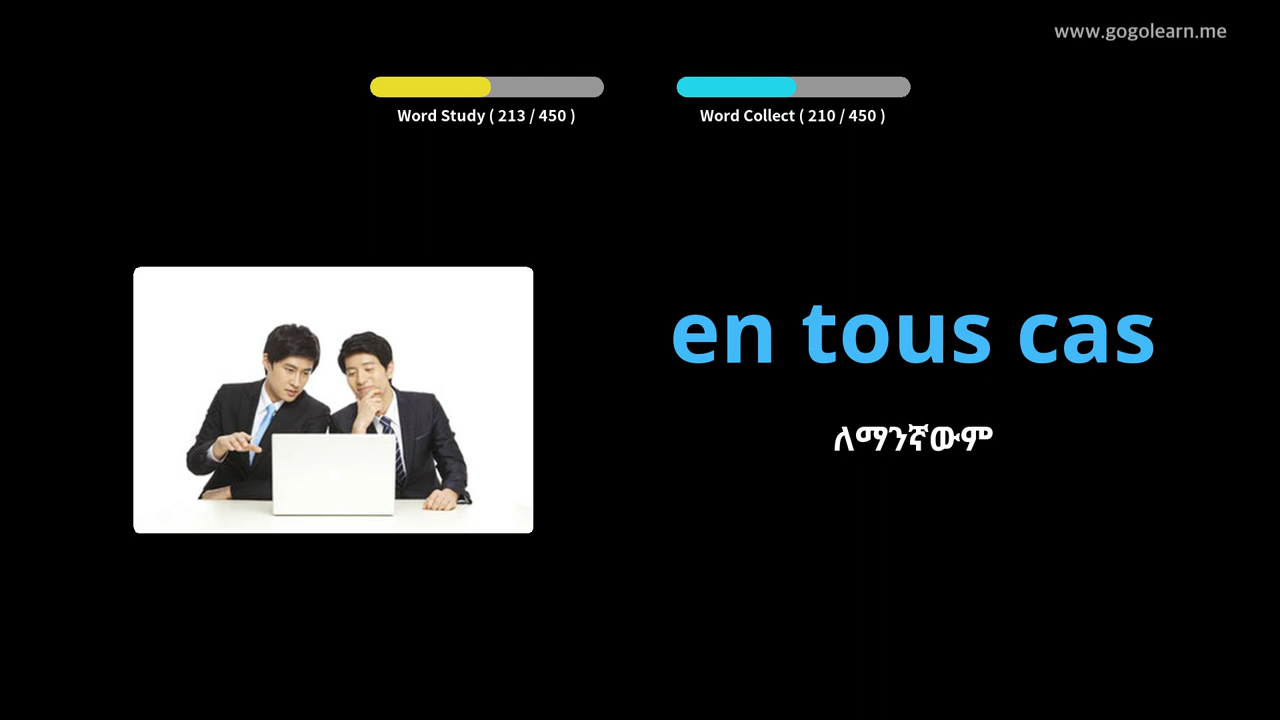 www.gogolearn.me
Word Study ( 213 / 450 )
Word Collect ( 210 / 450 )
en tous cas
ለማንኛውም